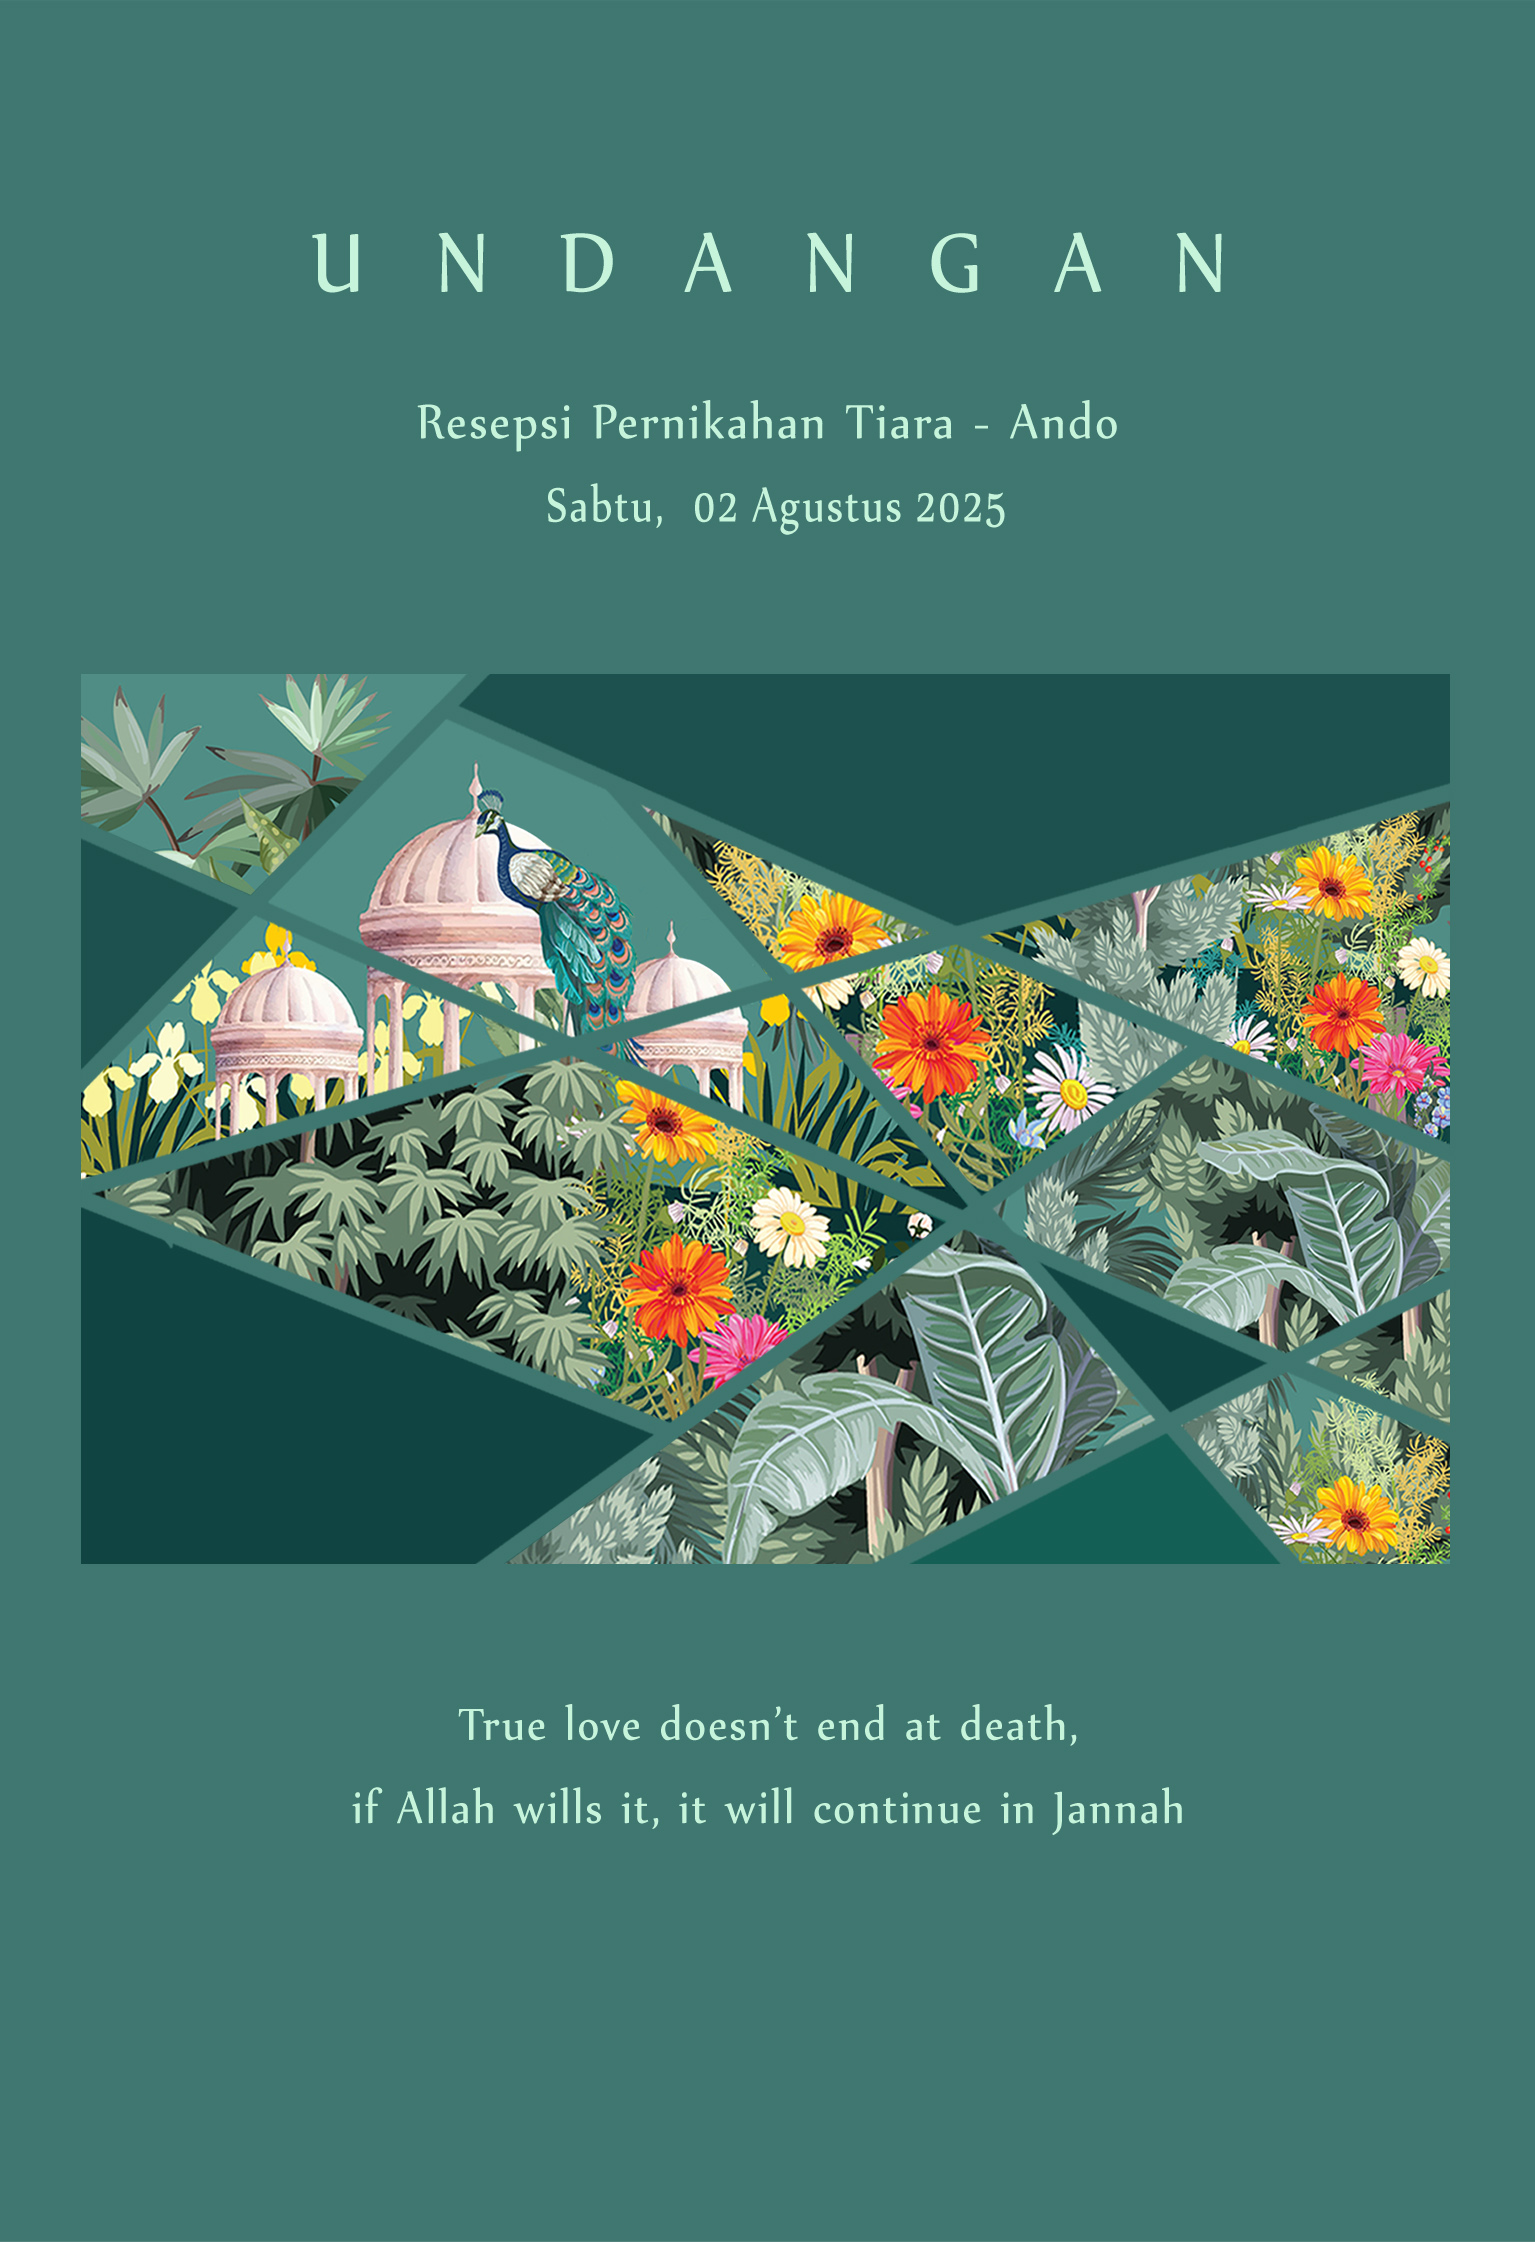 UNDANGAN
Resepsi Pernikahan Tiara - Ando
Sabtu, 02 Agustus 2025
True love doesn’t end at death,
if Allah wills it, it will continue in Jannah